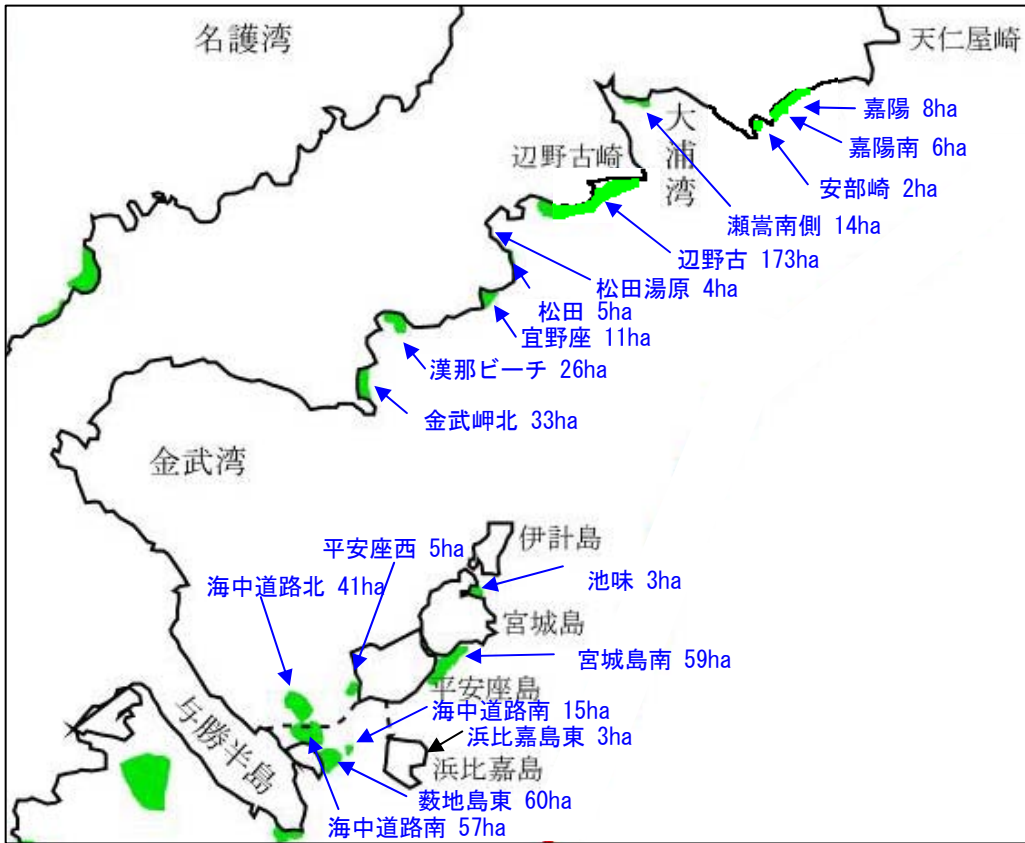 名護湾
天仁屋崎
嘉陽 8ha
大浦湾
嘉陽南 6ha
辺野古崎
安部崎 2ha
瀬嵩南側 14ha
辺野古 173ha
松田湯原 4ha
松田 5ha
宜野座 11ha
漢那ビーチ 26ha
金武岬北 33ha
金武湾
伊計島
平安座西 5ha
海中道路北 41ha
池味 3ha
宮城島
宮城島南 59ha
平安座島
海中道路南 15ha
与勝半島
浜比嘉島東 3ha
浜比嘉島
薮地島東 60ha
海中道路南 57ha